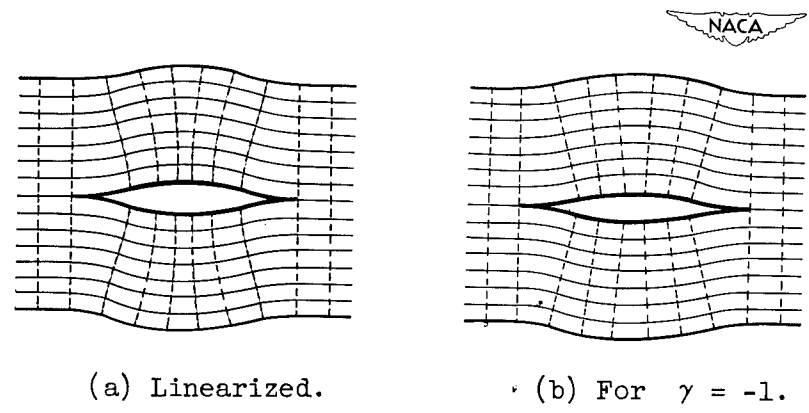 NACA
(a) Linearized.
(b) For γ = -1.